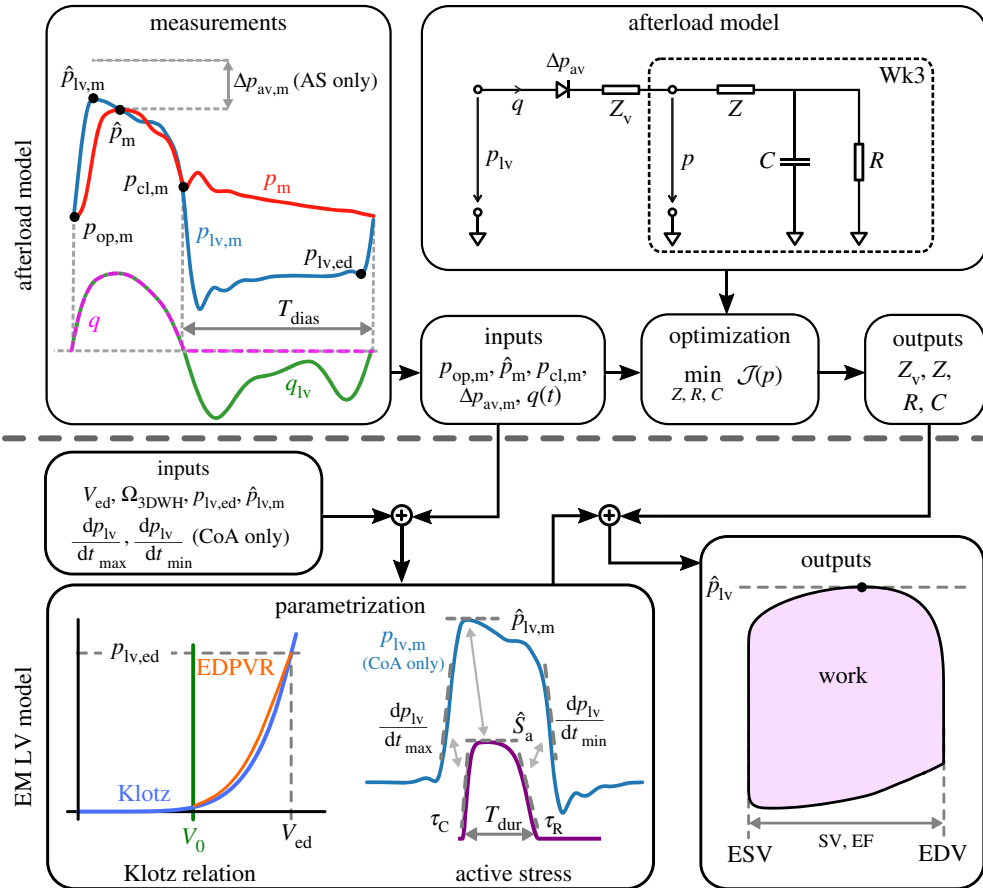 measurements
p̂lv,m
Δpav,m (AS only)
p̂m
pcl,m
pm
pop,m
plv,m
plv,ed
q
Tdias
qlv
afterload model
afterload model
Δpav
Wk3
q
Zv
Z
plv
p
C
R
inputs
pop,m, p̂m, pcl,m,
Δpav,m, q(t)
optimization
min 𝒥(p)
Z, R, C
outputs
Zv, Z,
R, C
inputs
Ved, Ω3DWH, plv,ed, p̂lv,m
dplv/dt max, dplv/dt min (CoA only)
EM LV model
parametrization
plv,ed
EDPVR
Klotz
V0
Ved
Klotz relation
p̂lv,m
plv,m
(CoA only)
dplv/dt max
Ŝa
dplv/dt min
τC
Tdur
τR
active stress
outputs
p̂lv
work
SV, EF
ESV
EDV